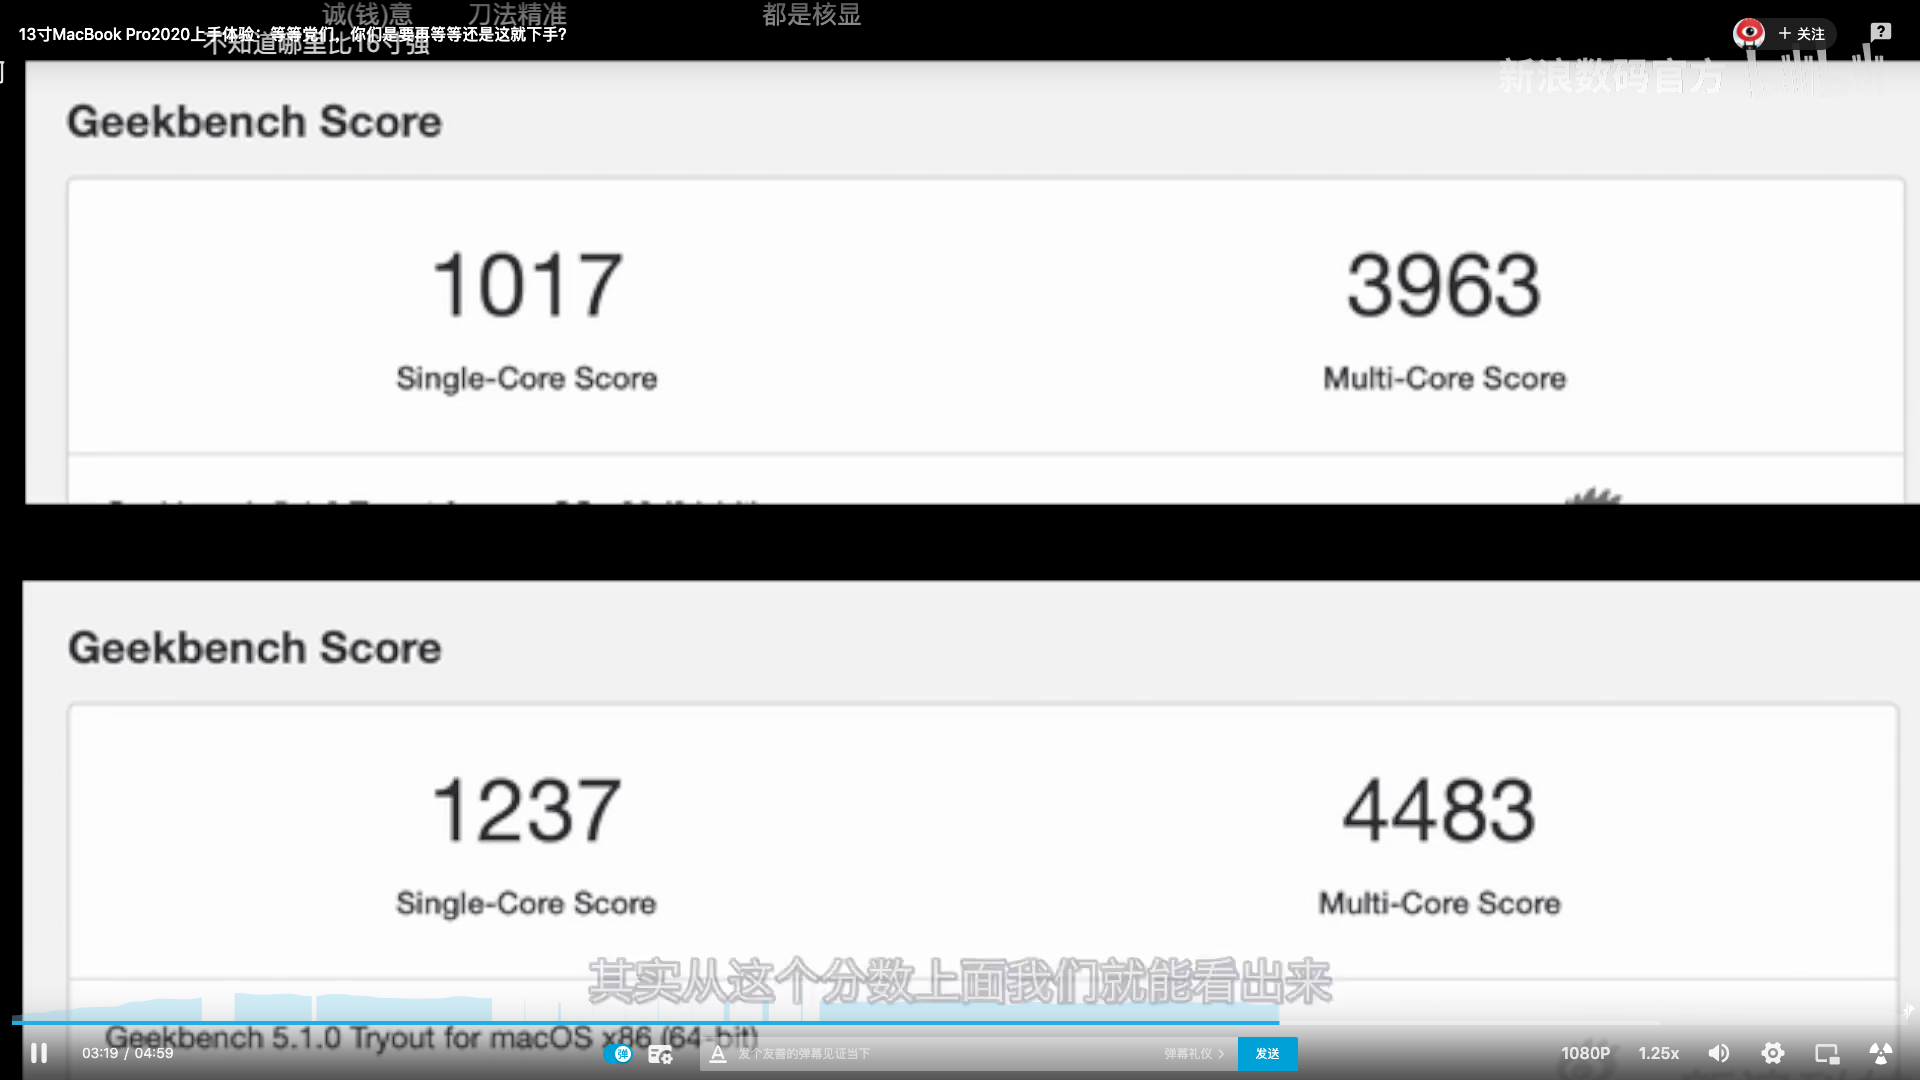 诚(钱)意 刀法精准 都是核显
13寸MacBook Pro2020上手体验：等等党们，你们是要再等等还是这就下手？
不知道哪里比16寸强
+ 关注
新浪数码官方
Geekbench Score
1017 3963
Single-Core Score Multi-Core Score
Geekbench Score
1237 4483
Single-Core Score Multi-Core Score
其实从这个分数上面我们就能看出来
Geekbench 5.1.0 Tryout for macOS x86 (64-bit)
03:19 / 04:59 弹 A 发个友善的弹幕见证当下 弹幕礼仪 > 发送 1080P 1.25x